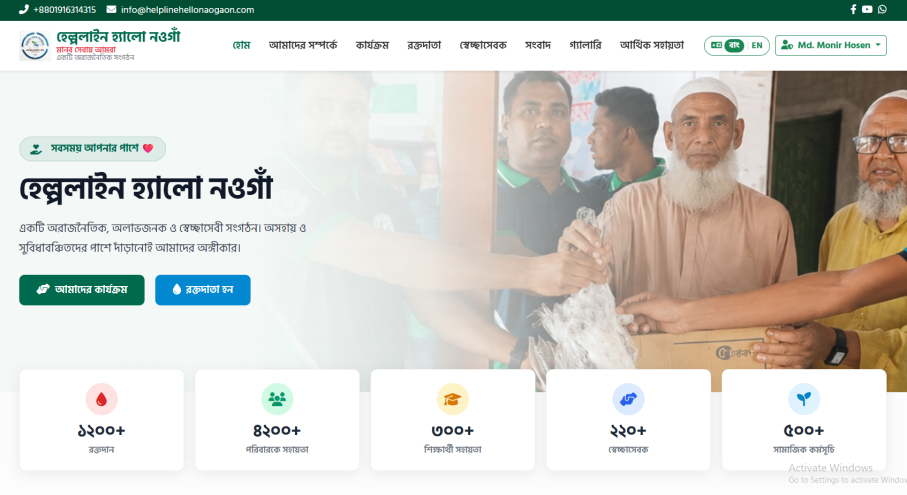 +8801916314315 info@helplinehellonaogaon.com
হেল্পলাইন হ্যালো নওগাঁ
মানব সেবায় আমরা
একটি অরাজনৈতিক সংগঠন
হোম আমাদের সম্পর্কে কার্যক্রম রক্তদাতা স্বেচ্ছাসেবক সংবাদ গ্যালারি আর্থিক সহায়তা বাং EN Md. Monir Hosen
সবসময় আপনার পাশে
হেল্পলাইন হ্যালো নওগাঁ
একটি অরাজনৈতিক, অলাভজনক ও স্বেচ্ছাসেবী সংগঠন। অসহায় ও
সুবিধাবঞ্চিতদের পাশে দাঁড়ানোই আমাদের অঙ্গীকার।
আমাদের কার্যক্রম রক্তদাতা হন
১২০০+ ৪২০০+ ৩০০+ ২২০+ ৫০০+
রক্তদান পরিবারকে সহায়তা শিক্ষার্থী সহায়তা স্বেচ্ছাসেবক সামাজিক কর্মসূচি
Activate Windows
Go to Settings to activate Window